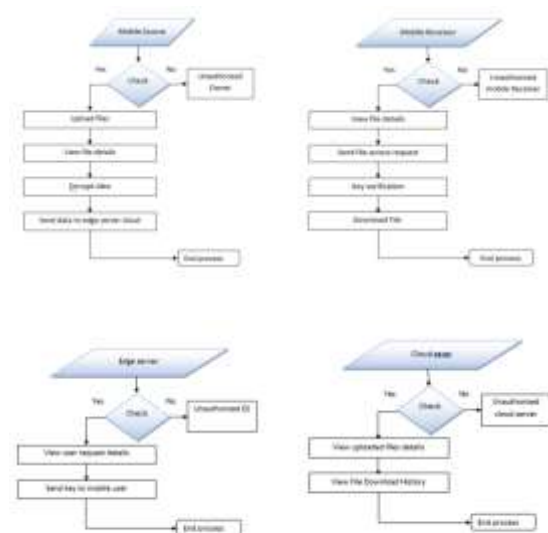 Mobile Source
Yes
No
Check
Unauthorized
Owner
Upload files
View file details
Encrypt data
Send data to edge server cloud
End process
Mobile Receiver
Yes
No
Check
Unauthorized
mobile Receiver
View file details
Send file access request
Key verification
Download File
End process
Edge server
Yes
No
Check
Unauthorized ES
View user request details
Send key to mobile user
End process
Cloud
Yes
No
Check
Unauthorized
cloud server
View uploaded files details
View File Download History
End process